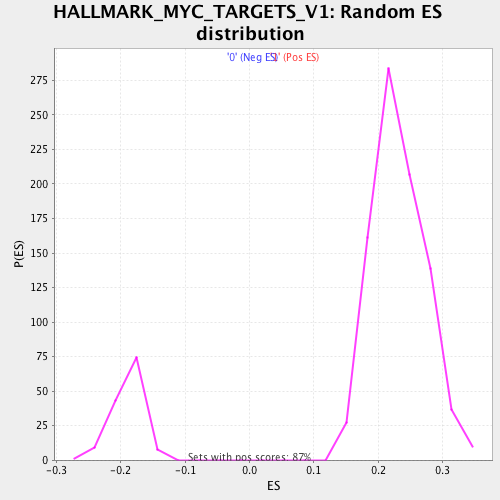 HALLMARK_MYC_TARGETS_V1: Random ES
distribution
'0' (Neg ES)
(Pos ES)
275
250
225
200
175
150
125
100
75
50
25
0
P(ES)
Sets with pos scores: 87%
-0.3 -0.2 -0.1 0.0 0.1 0.2 0.3
ES